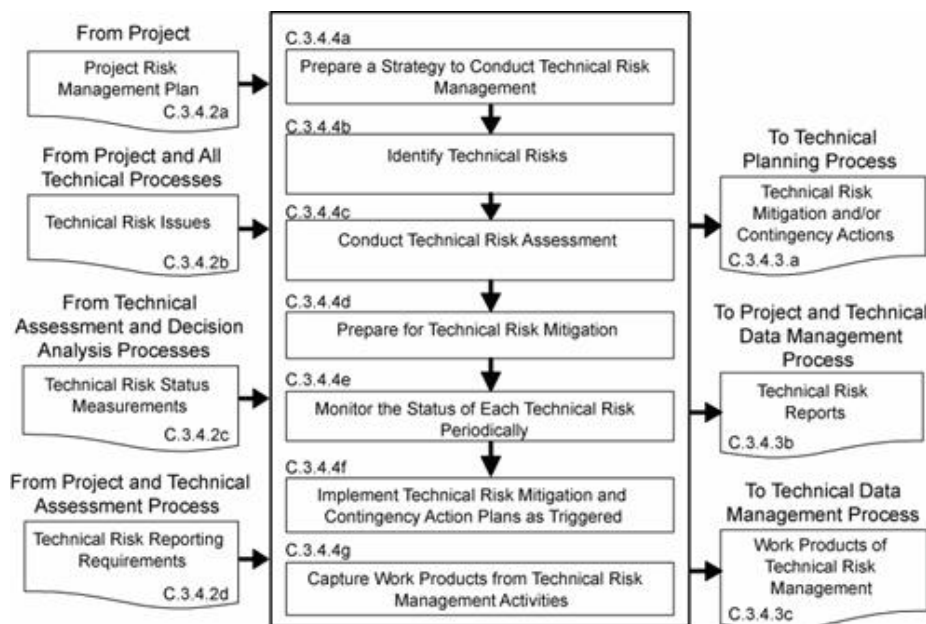 From Project
Project Risk
Management Plan
C.3.4.2a
From Project and All
Technical Processes
Technical Risk Issues
C.3.4.2b
From Technical
Assessment and Decision
Analysis Processes
Technical Risk Status
Measurements
C.3.4.2c
From Project and Technical
Assessment Process
Technical Risk Reporting
Requirements
C.3.4.2d
C.3.4.4a
Prepare a Strategy to Conduct Technical Risk
Management
C.3.4.4b
Identify Technical Risks
C.3.4.4c
Conduct Technical Risk Assessment
C.3.4.4d
Prepare for Technical Risk Mitigation
C.3.4.4e
Monitor the Status of Each Technical Risk
Periodically
C.3.4.4f
Implement Technical Risk Mitigation and
Contingency Action Plans as Triggered
C.3.4.4g
Capture Work Products from Technical Risk
Management Activities
To Technical
Planning Process
Technical Risk
Mitigation and/or
Contingency Actions
C.3.4.3.a
To Project and Technical
Data Management
Process
Technical Risk
Reports
C.3.4.3b
To Technical Data
Management Process
Work Products of
Technical Risk
Management
C.3.4.3c